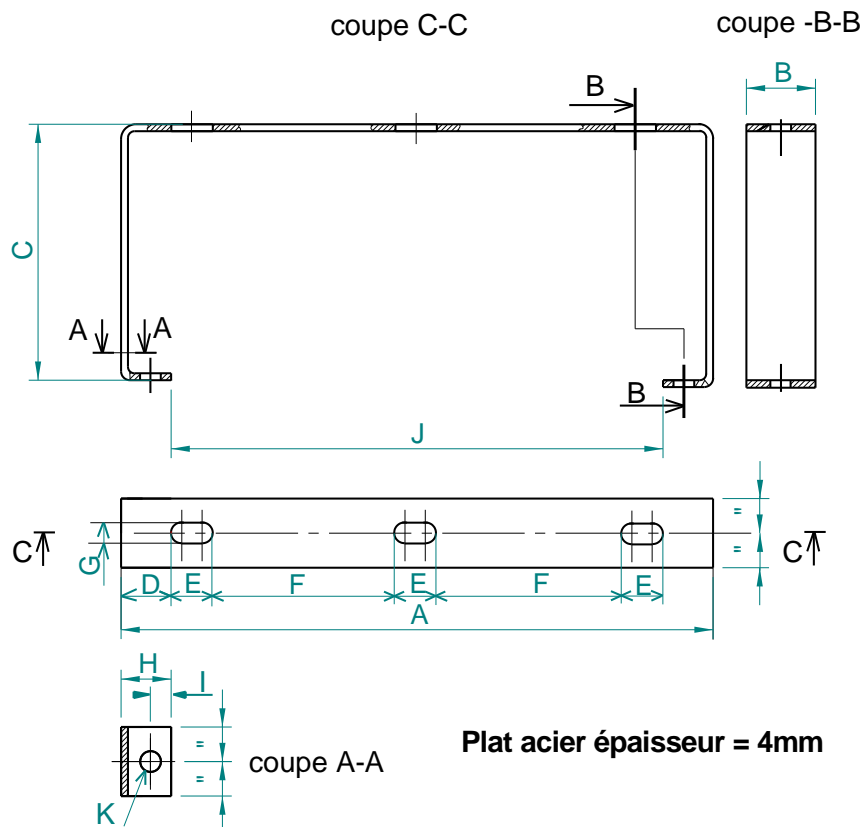 coupe C-C
coupe -B-B
B
B
C
A A
B
J
C
G
D E F E F E
"
"
C
A
H
I
"
"
coupe A-A
Plat acier épaisseur = 4mm
K